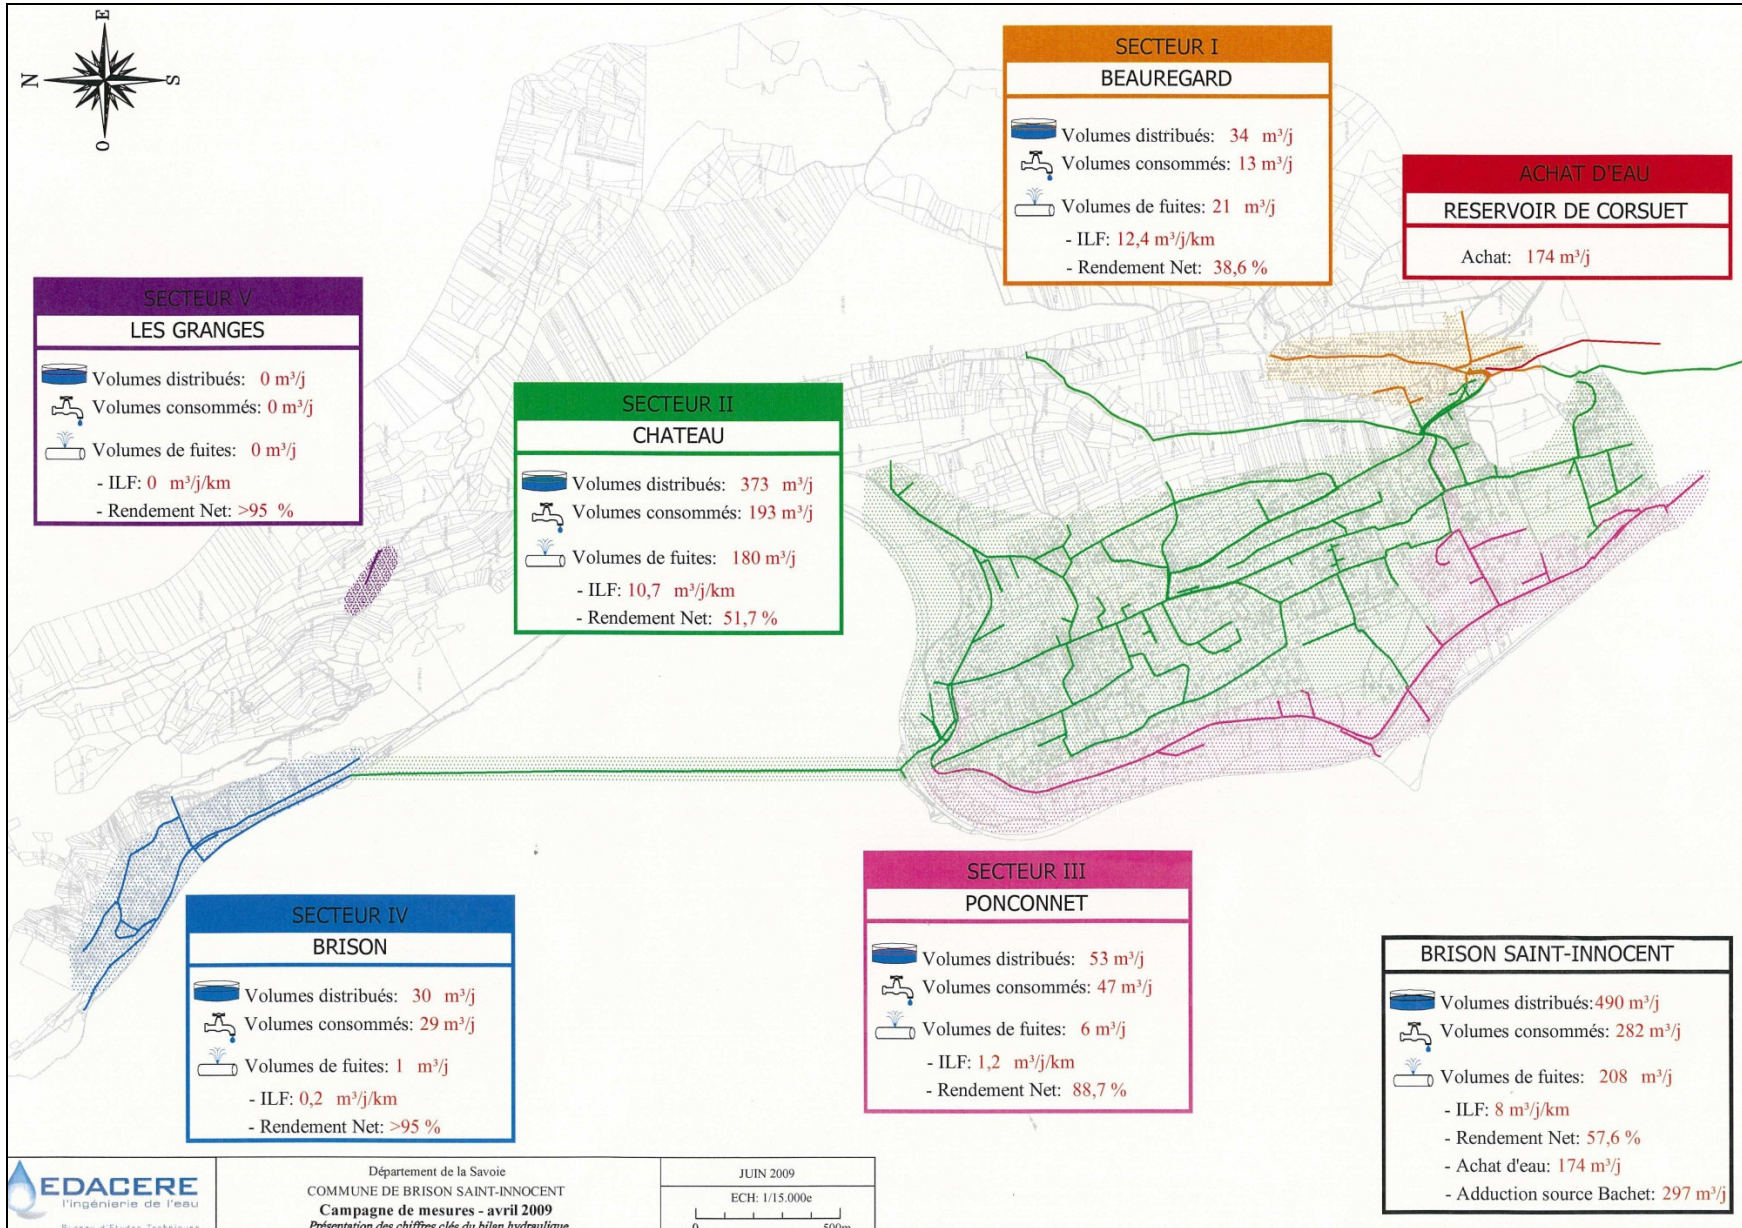 E
N
S
O
SECTEUR I
BEAUREGARD
Volumes distribués: 34 m³/j
Volumes consommés: 13 m³/j
Volumes de fuites: 21 m³/j
- ILF: 12,4 m³/j/km
- Rendement Net: 38,6 %
ACHAT D'EAU
RESERVOIR DE CORSUET
Achat: 174 m³/j
SECTEUR V
LES GRANGES
Volumes distribués: 0 m³/j
Volumes consommés: 0 m³/j
Volumes de fuites: 0 m³/j
- ILF: 0 m³/j/km
- Rendement Net: >95 %
SECTEUR II
CHATEAU
Volumes distribués: 373 m³/j
Volumes consommés: 193 m³/j
Volumes de fuites: 180 m³/j
- ILF: 10,7 m³/j/km
- Rendement Net: 51,7 %
SECTEUR III
PONCONNET
Volumes distribués: 53 m³/j
Volumes consommés: 47 m³/j
Volumes de fuites: 6 m³/j
- ILF: 1,2 m³/j/km
- Rendement Net: 88,7 %
SECTEUR IV
BRISON
Volumes distribués: 30 m³/j
Volumes consommés: 29 m³/j
Volumes de fuites: 1 m³/j
- ILF: 0,2 m³/j/km
- Rendement Net: >95 %
BRISON SAINT-INNOCENT
Volumes distribués:490 m³/j
Volumes consommés: 282 m³/j
Volumes de fuites: 208 m³/j
- ILF: 8 m³/j/km
- Rendement Net: 57,6 %
- Achat d'eau: 174 m³/j
- Adduction source Bachet: 297 m³/j
EDACERE
l'ingénierie de l'eau
Bureau d'Etudes Techniques
Département de la Savoie
COMMUNE DE BRISON SAINT-INNOCENT
Campagne de mesures - avril 2009
Présentation des chiffres clés du bilan hydraulique
JUIN 2009
ECH: 1/15.000e
0 500m